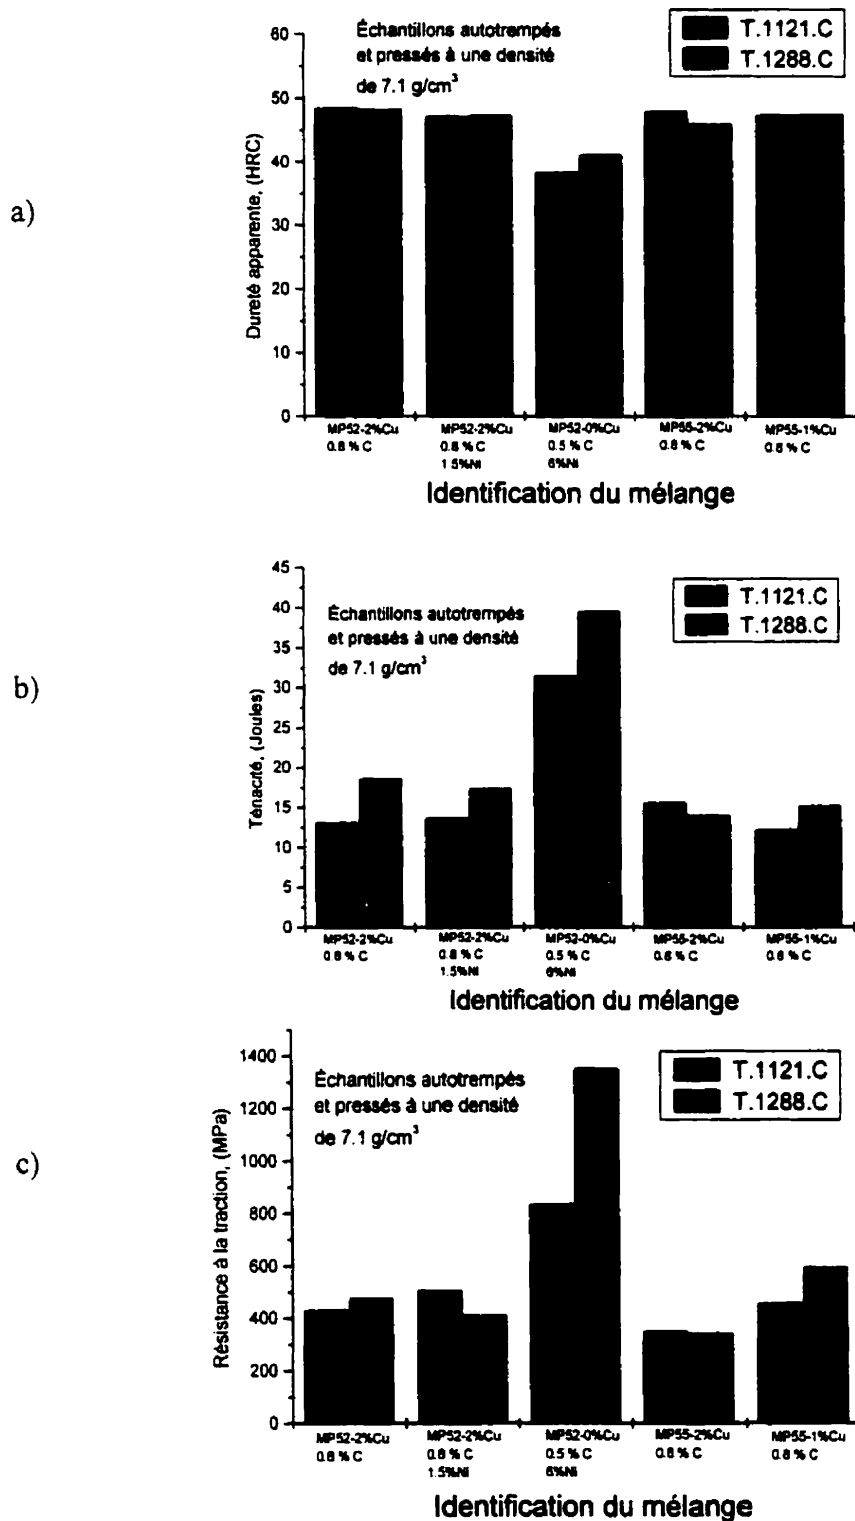 a)
Échantillons autotrempés
et pressés à une densité
de 7.1 g/cm³
T.1121.C
T.1288.C
Dureté apparente, (HRC)
60
50
40
30
20
10
0
MP52-2%Cu
0.8 % C
MP52-2%Cu
0.8 % C
1.5%Ni
MP52-0%Cu
0.5 % C
6%Ni
MP55-2%Cu
0.8 % C
MP55-1%Cu
0.8 % C
Identification du mélange
b)
Échantillons autotrempés
et pressés à une densité
de 7.1 g/cm³
T.1121.C
T.1288.C
Ténacité, (Joules)
45
40
35
30
25
20
15
10
5
0
MP52-2%Cu
0.8 % C
MP52-2%Cu
0.8 % C
1.5%Ni
MP52-0%Cu
0.5 % C
6%Ni
MP55-2%Cu
0.8 % C
MP55-1%Cu
0.8 % C
Identification du mélange
c)
Échantillons autotrempés
et pressés à une densité
de 7.1 g/cm³
T.1121.C
T.1288.C
Résistance à la traction, (MPa)
1400
1200
1000
800
600
400
200
0
MP52-2%Cu
0.8 % C
MP52-2%Cu
0.8 % C
1.5%Ni
MP52-0%Cu
0.5 % C
6%Ni
MP55-2%Cu
0.8 % C
MP55-1%Cu
0.8 % C
Identification du mélange